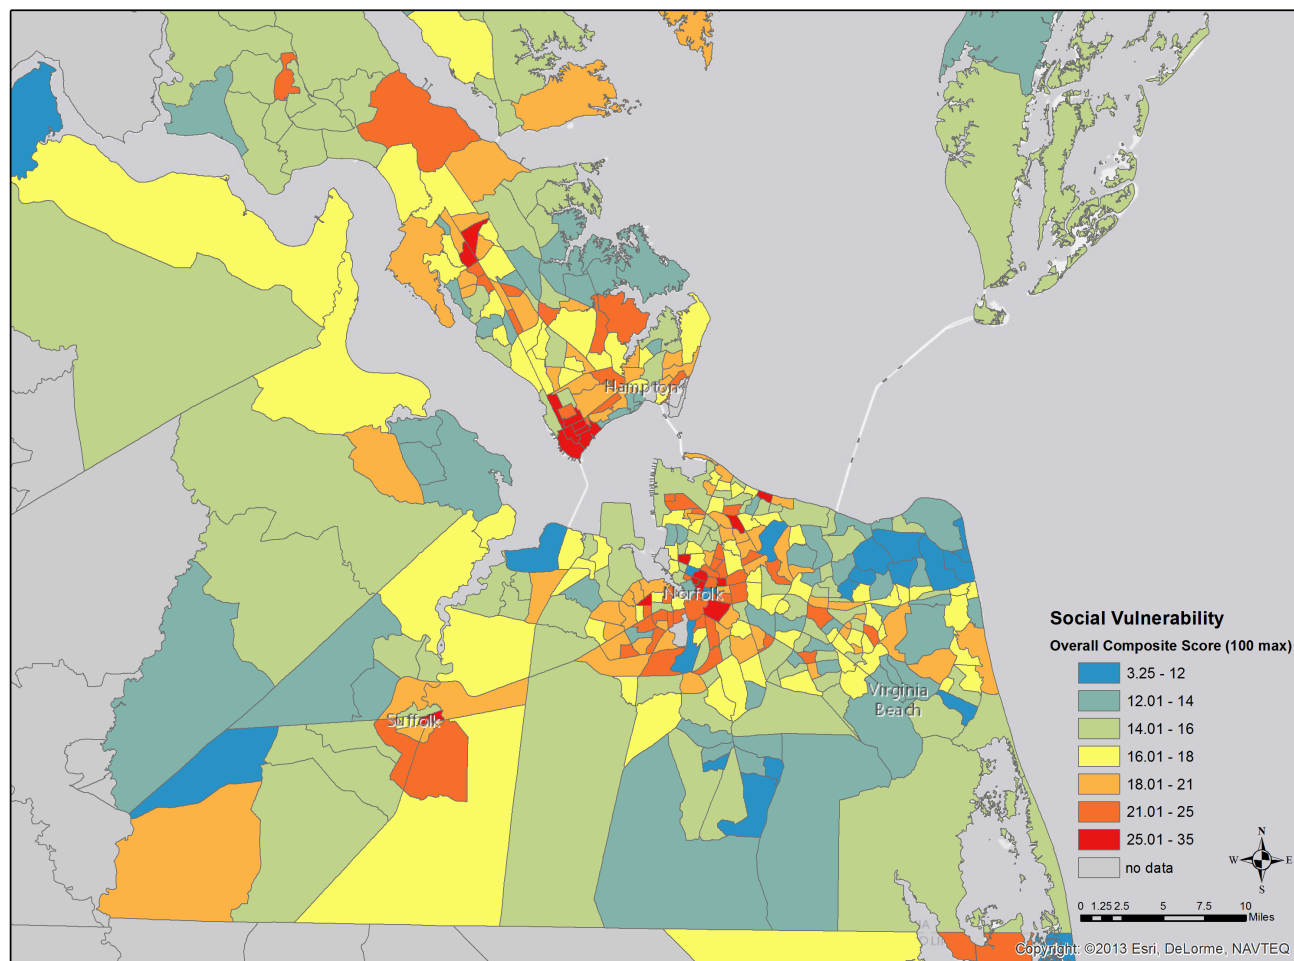 Hampton
Norfolk
Suffolk
Virginia
Beach
Social Vulnerability
Overall Composite Score (100 max)
3.25 - 12
12.01 - 14
14.01 - 16
16.01 - 18
18.01 - 21
21.01 - 25
25.01 - 35
no data
N
W
E
S
0 1.25 2.5 5 7.5 10
Miles
Copyright: ©2013 Esri, DeLorme, NAVTEQ